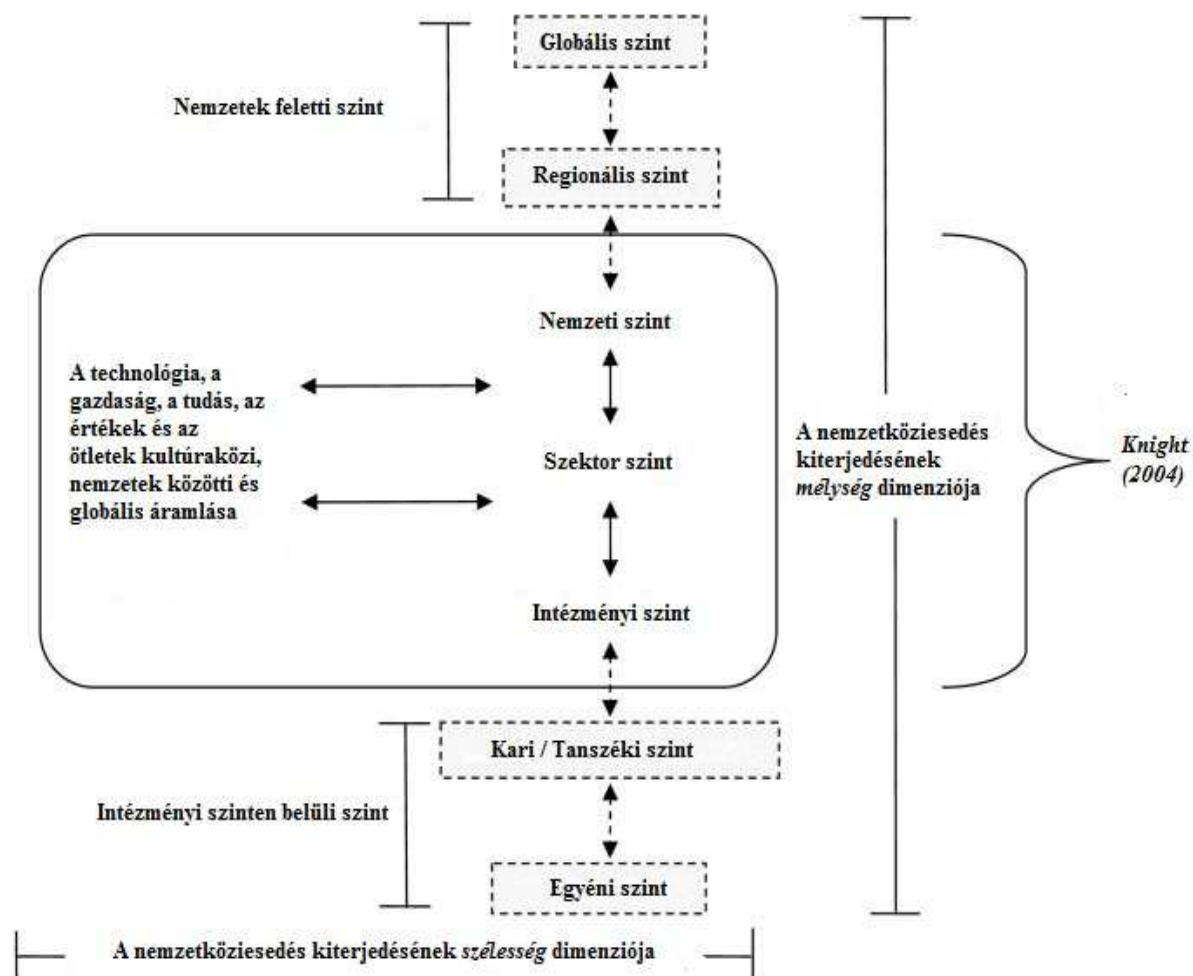 Globális szint
Nemzetek feletti szint
Regionális szint
Nemzeti szint
A technológia, a
gazdaság, a tudás, az
értékek és az
ötletek kultúraközi,
nemzetek közötti és
globális áramlása
Szektor szint
Intézményi szint
A nemzetköziesedés
kiterjedésének
mélység dimenziója
Knight
(2004)
Kari / Tanszéki szint
Intézményi szinten belüli szint
Egyéni szint
A nemzetköziesedés kiterjedésének szélesség dimenziója